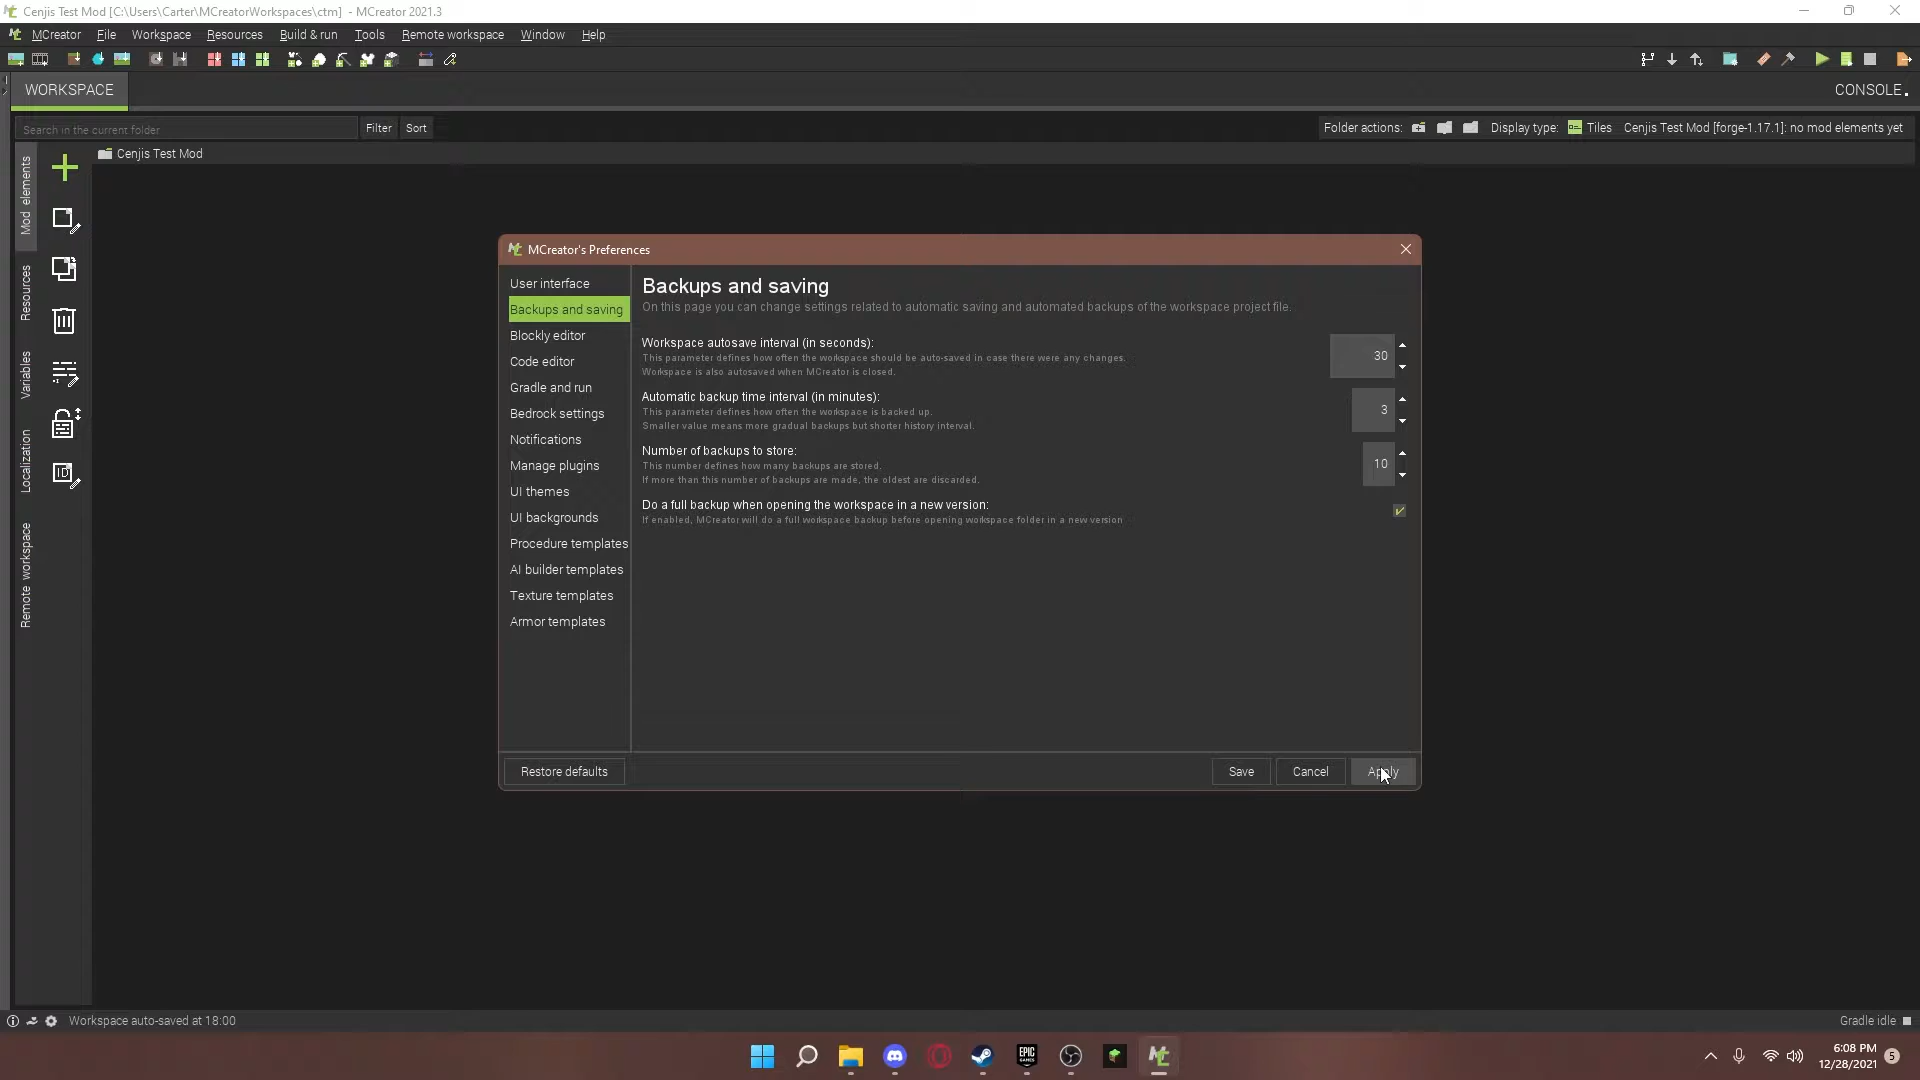 Cenjis Test Mod [C:\Users\Carter\MCreatorWorkspaces\ctm] - MCreator 2021.3
MCreator File Workspace Resources Build & run Tools Remote workspace Window Help
WORKSPACE
CONSOLE
Search in the current folder
Filter
Sort
Folder actions:
Display type: Tiles Cenjis Test Mod [forge-1.17.1]: no mod elements yet
Cenjis Test Mod
Mod elements
Resources
Variables
Localization
Remote workspace
MCreator's Preferences
User interface
Backups and saving
Blockly editor
Code editor
Gradle and run
Bedrock settings
Notifications
Manage plugins
UI themes
UI backgrounds
Procedure templates
AI builder templates
Texture templates
Armor templates
Backups and saving
On this page you can change settings related to automatic saving and automated backups of the workspace project file.
Workspace autosave interval (in seconds):
This parameter defines how often the workspace should be auto-saved in case there were any changes.
Workspace is also autosaved when MCreator is closed.
30
Automatic backup time interval (in minutes):
This parameter defines how often the workspace is backed up.
Smaller value means more gradual backups but shorter history interval.
3
Number of backups to store:
This number defines how many backups are stored.
If more than this number of backups are made, the oldest are discarded.
10
Do a full backup when opening the workspace in a new version:
If enabled, MCreator will do a full workspace backup before opening workspace folder in a new version
Restore defaults
Save
Cancel
Apply
Workspace auto-saved at 18:00
Gradle idle
EPIC GAMES
6:08 PM
12/28/2021
5